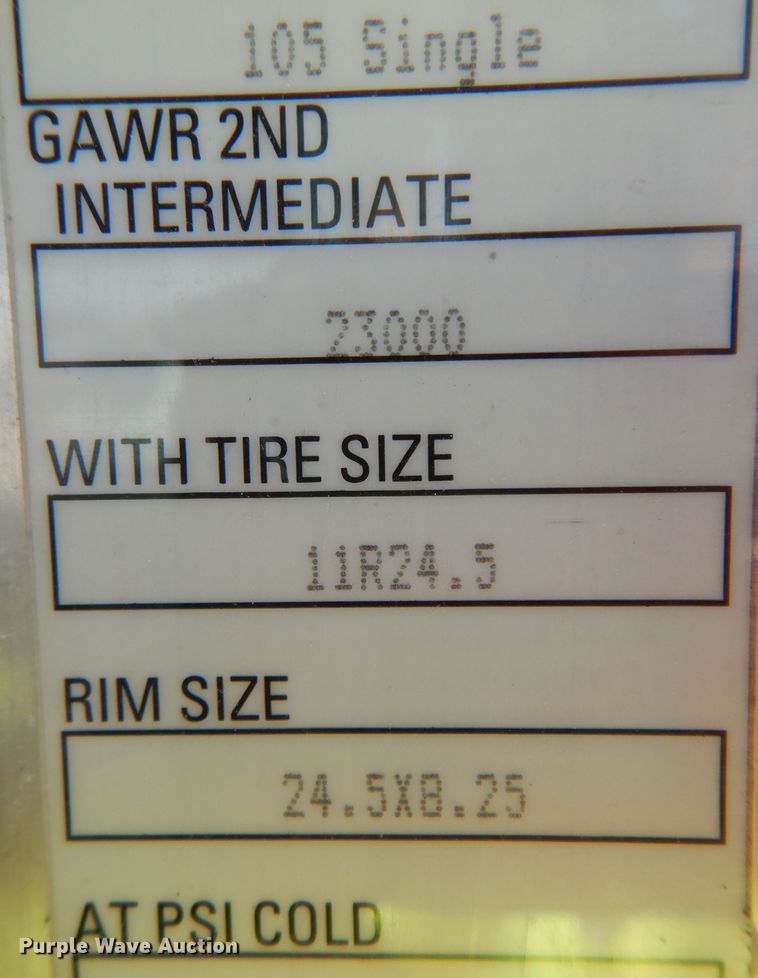 105 Single
GAWR 2ND
INTERMEDIATE
23000
WITH TIRE SIZE
11R24.5
RIM SIZE
24.5X8.25
AT PSI COLD
Purple Wave Auction